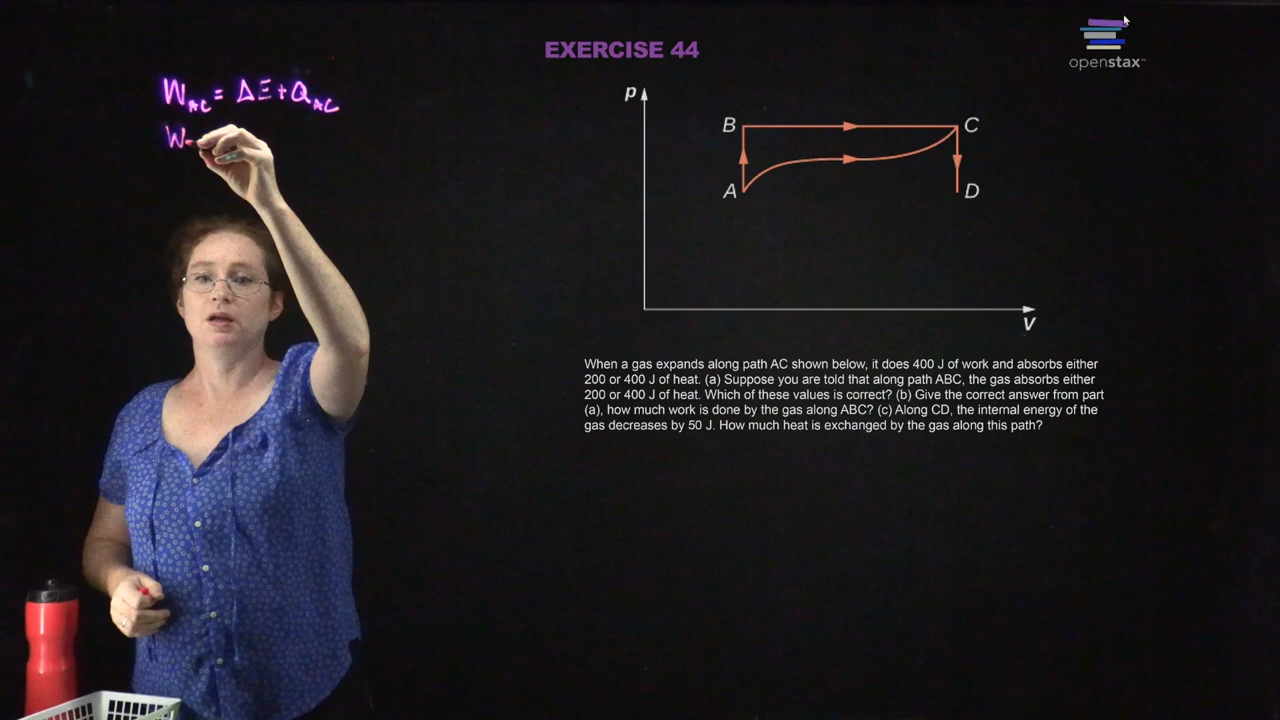 EXERCISE 44
openstax™
W_AC = ΔE + Q_AC
W
p
B
C
A
D
V
When a gas expands along path AC shown below, it does 400 J of work and absorbs either
200 or 400 J of heat. (a) Suppose you are told that along path ABC, the gas absorbs either
200 or 400 J of heat. Which of these values is correct? (b) Give the correct answer from part
(a), how much work is done by the gas along ABC? (c) Along CD, the internal energy of the
gas decreases by 50 J. How much heat is exchanged by the gas along this path?